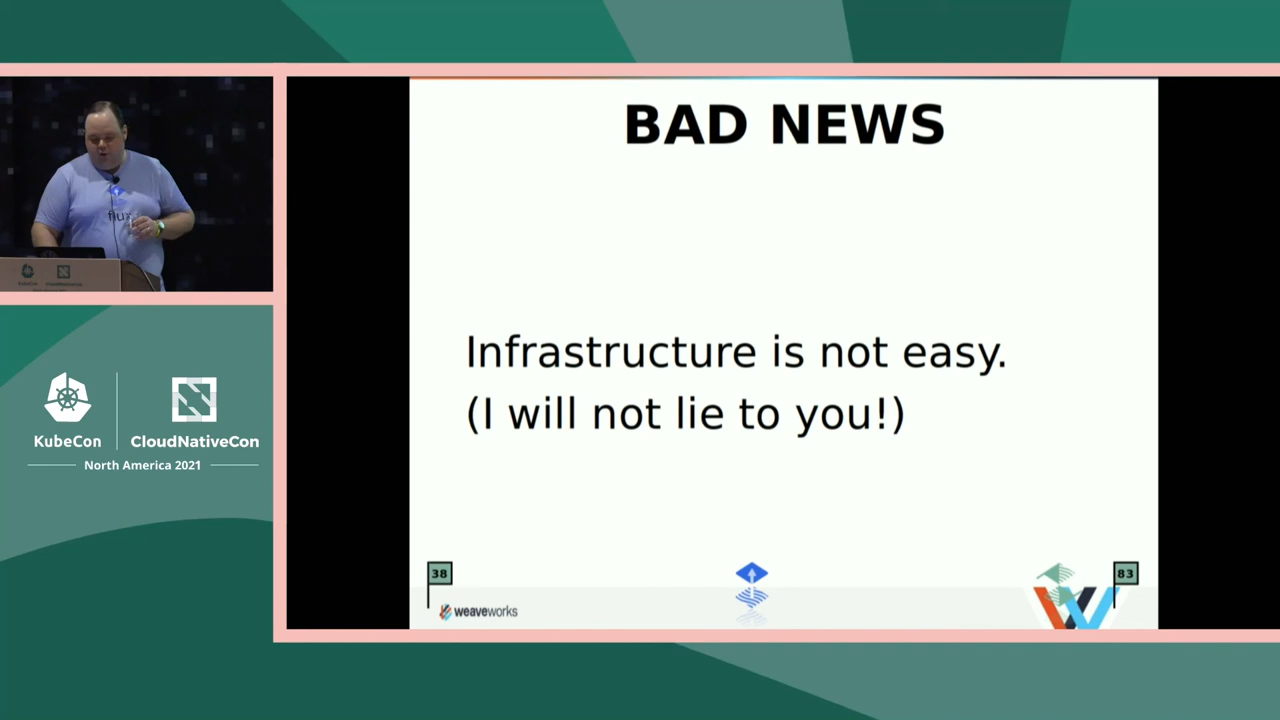 BAD NEWS
Infrastructure is not easy.
(I will not lie to you!)
38
83
weaveworks
flux
KubeCon
CloudNativeCon
North America 2021